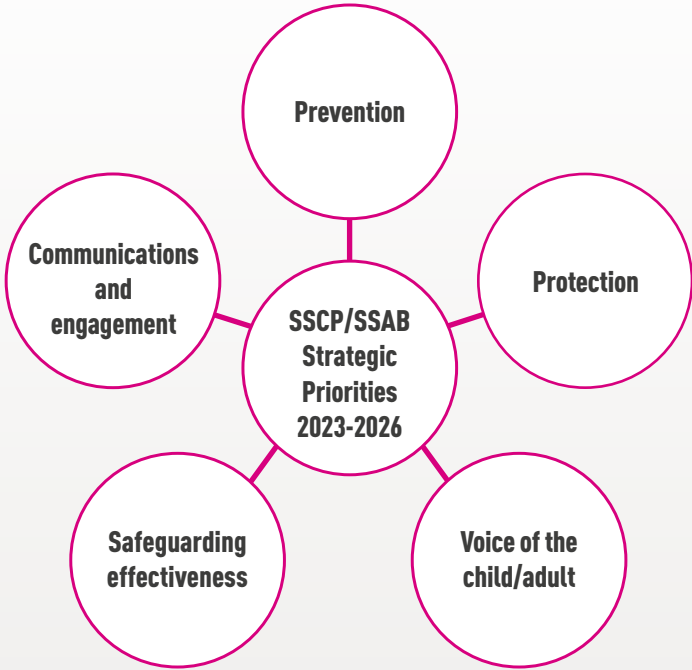 Prevention
Communications
and
engagement
Protection
SSCP/SSAB
Strategic
Priorities
2023-2026
Safeguarding
effectiveness
Voice of the
child/adult